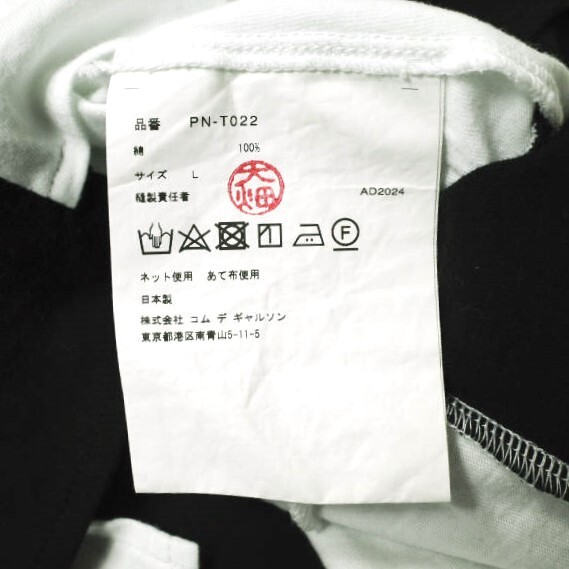 品番 PN-T022
綿 100%
サイズ L
縫製責任者 大畑 AD2024
F
ネット使用 あて布使用
日本製
株式会社 コム デ ギャルソン
東京都港区南青山5-11-5